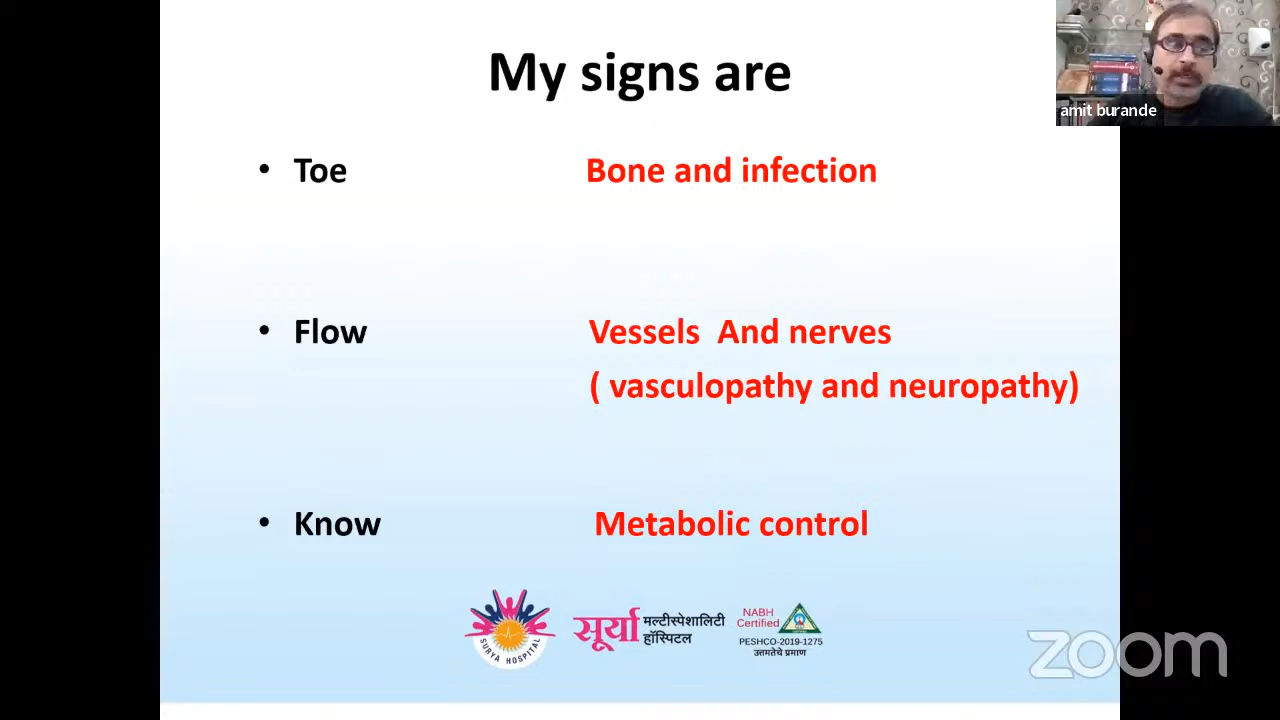 My signs are
amit burande
• Toe Bone and infection
• Flow Vessels And nerves
( vasculopathy and neuropathy)
• Know Metabolic control
SURYA HOSPITAL
सूर्या मल्टीस्पेशालिटी
हॉस्पिटल
NABH
Certified
PESHCO-2019-1275
उत्तमतेचे प्रमाण
zoom